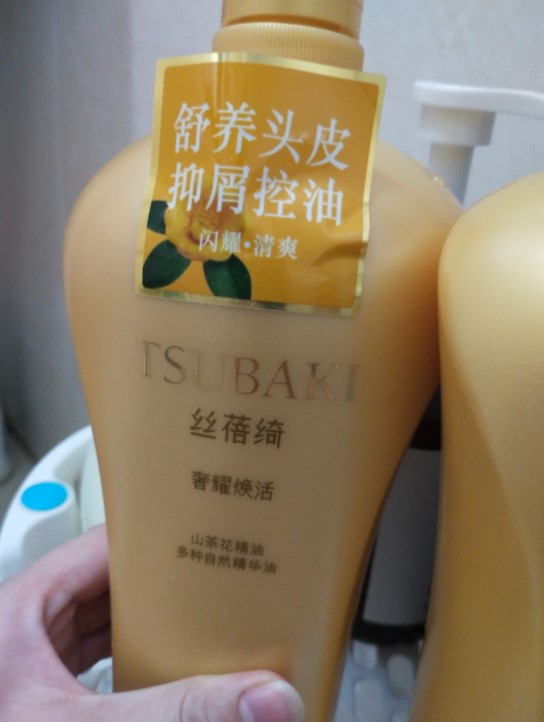 舒养头皮
抑屑控油
闪耀·清爽
TSUBAKI
丝蓓绮
奢耀焕活
山茶花精油
多种自然精华油